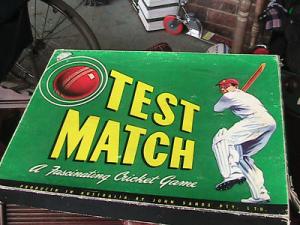 TEST
MATCH
A Fascinating Cricket Game
PRODUCED IN AUSTRALIA BY JOHN SANDS PTY. LTD.